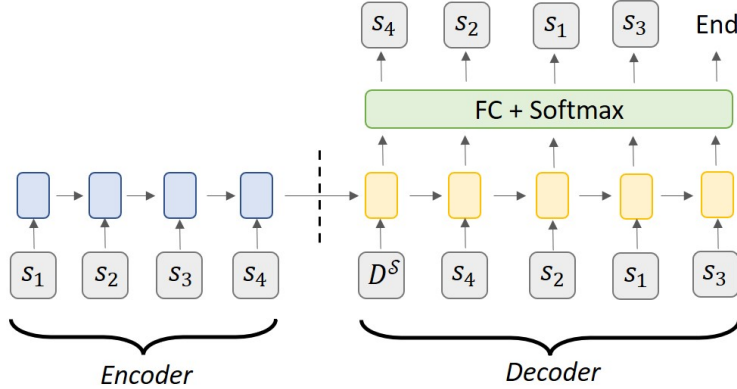 s₄ s₂ s₁ s₃ End
FC + Softmax
s₁ s₂ s₃ s₄ D^𝒮 s₄ s₂ s₁ s₃
Encoder Decoder